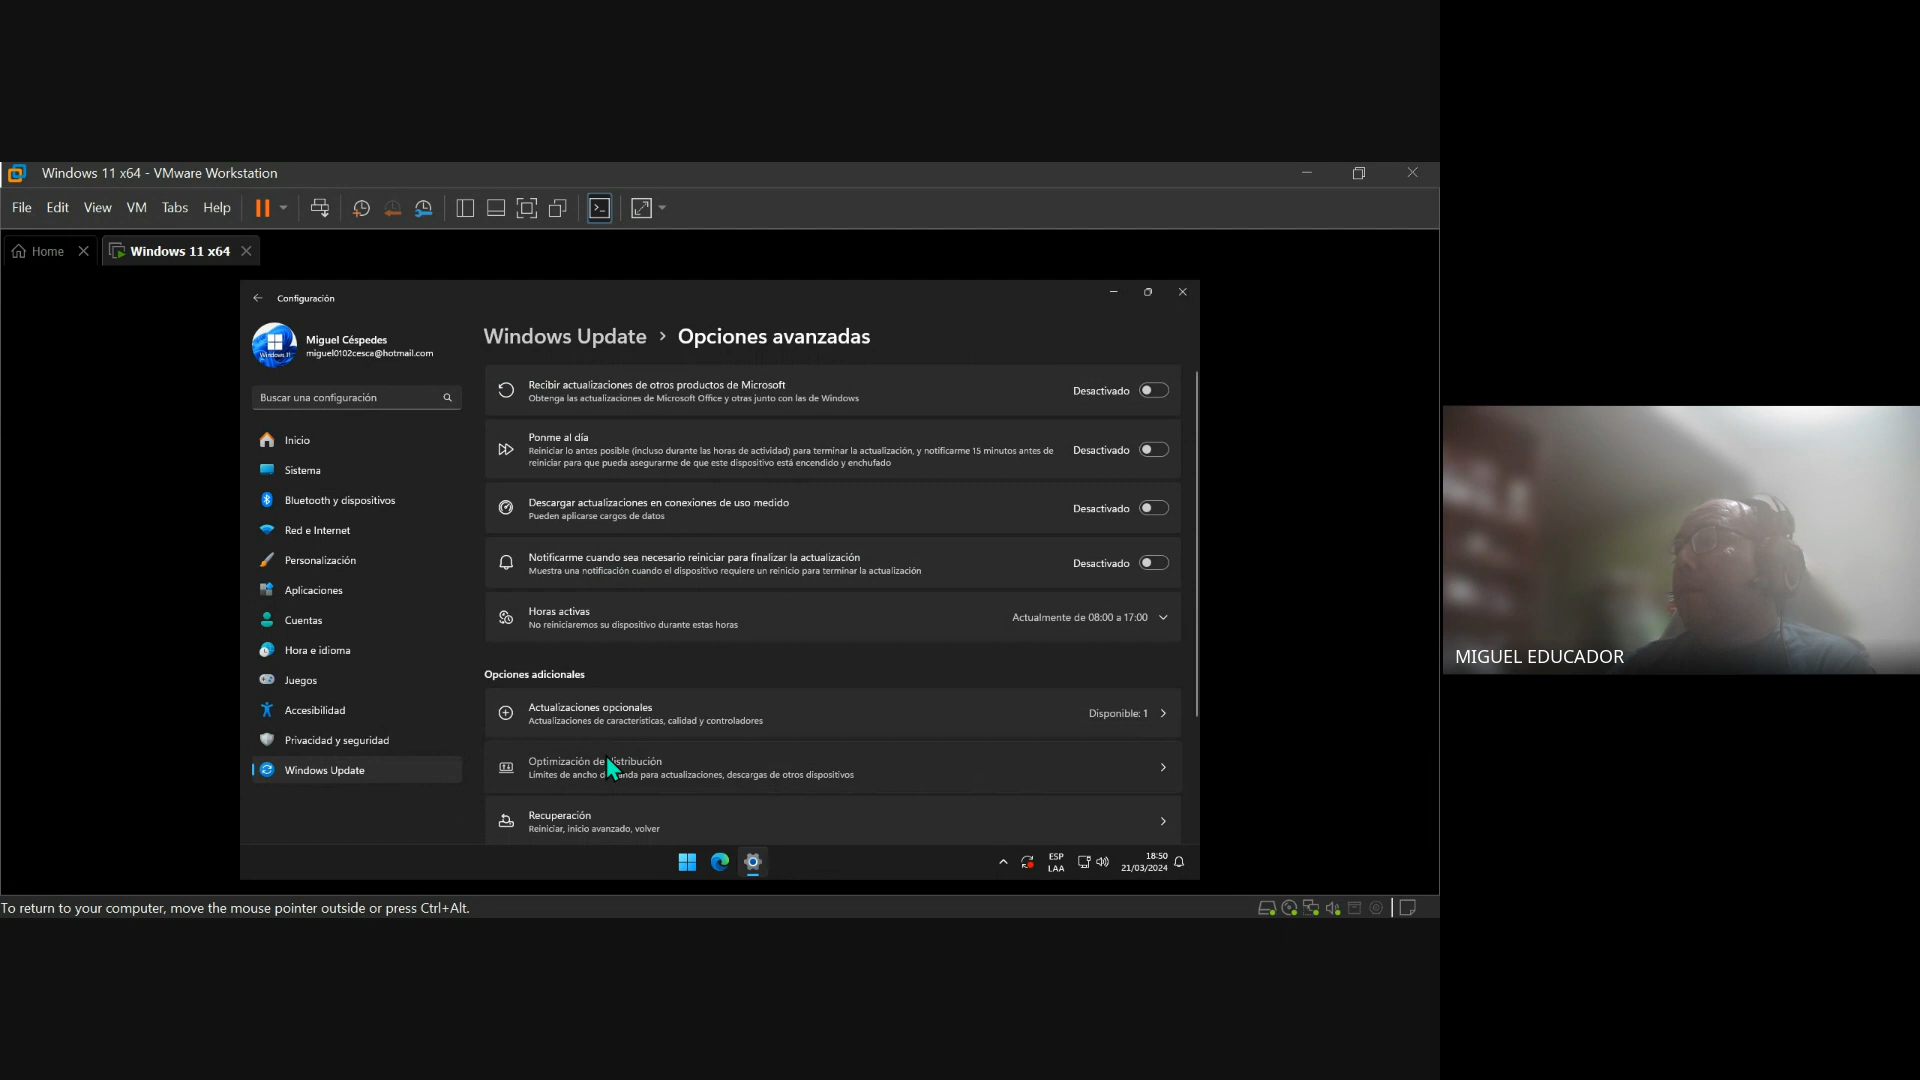 Windows 11 x64 - VMware Workstation
File Edit View VM Tabs Help
Home
Windows 11 x64
Configuración
Miguel Céspedes
miguel0102cesca@hotmail.com
Buscar una configuración
Inicio
Sistema
Bluetooth y dispositivos
Red e Internet
Personalización
Aplicaciones
Cuentas
Hora e idioma
Juegos
Accesibilidad
Privacidad y seguridad
Windows Update
Windows Update > Opciones avanzadas
Recibir actualizaciones de otros productos de Microsoft
Obtenga las actualizaciones de Microsoft Office y otras junto con las de Windows
Desactivado
Ponme al día
Reiniciar lo antes posible (incluso durante las horas de actividad) para terminar la actualización, y notificarme 15 minutos antes de
reiniciar para que pueda asegurarme de que este dispositivo está encendido y enchufado
Desactivado
Descargar actualizaciones en conexiones de uso medido
Pueden aplicarse cargos de datos
Desactivado
Notificarme cuando sea necesario reiniciar para finalizar la actualización
Muestra una notificación cuando el dispositivo requiere un reinicio para terminar la actualización
Desactivado
Horas activas
No reiniciaremos su dispositivo durante estas horas
Actualmente de 08:00 a 17:00
Opciones adicionales
Actualizaciones opcionales
Actualizaciones de características, calidad y controladores
Disponible: 1
Optimización de distribución
Límites de ancho de banda para actualizaciones, descargas de otros dispositivos
Recuperación
Reiniciar, inicio avanzado, volver
ESP
LAA
18:50
21/03/2024
To return to your computer, move the mouse pointer outside or press Ctrl+Alt.
MIGUEL EDUCADOR